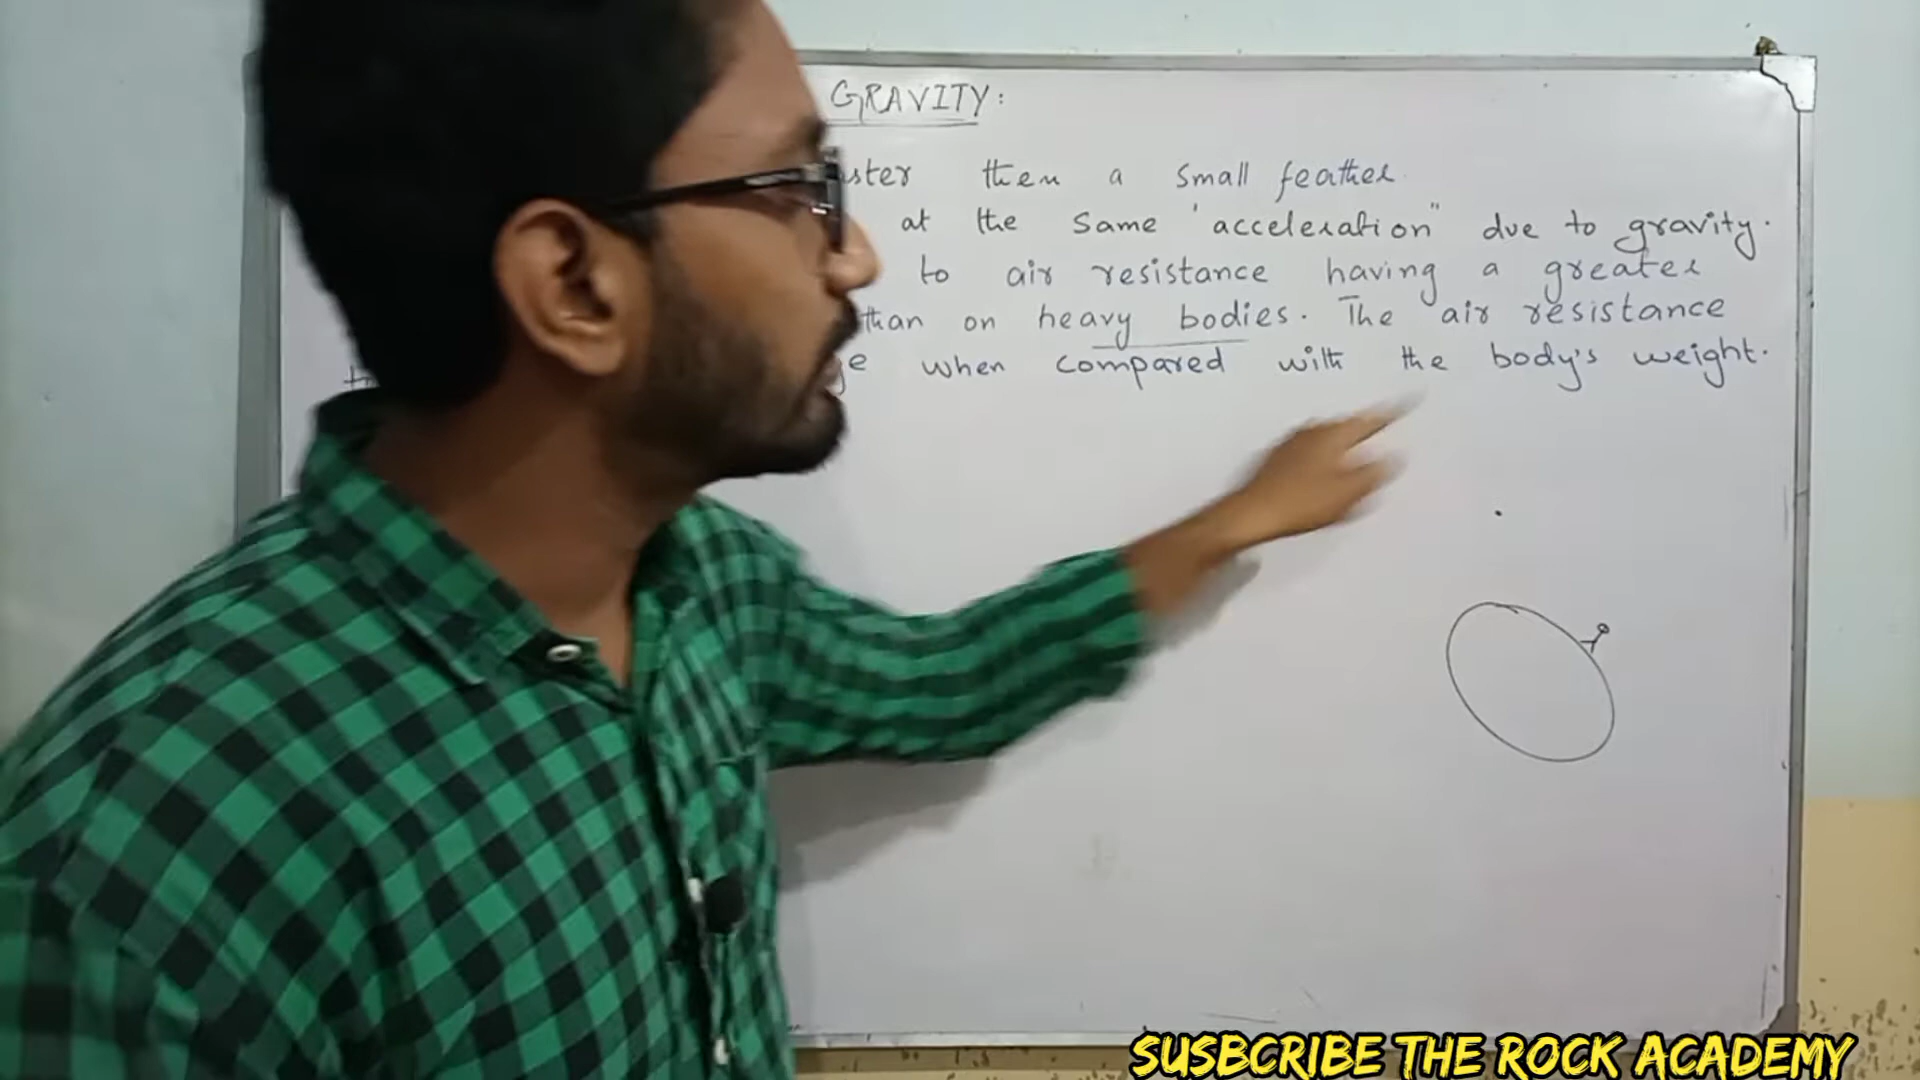 GRAVITY:
then a small feather
at the same 'acceleration" due to gravity.
to air resistance having a greater
than on heavy bodies. The air resistance
when compared with the body's weight.
SUSBCRIBE THE ROCK ACADEMY